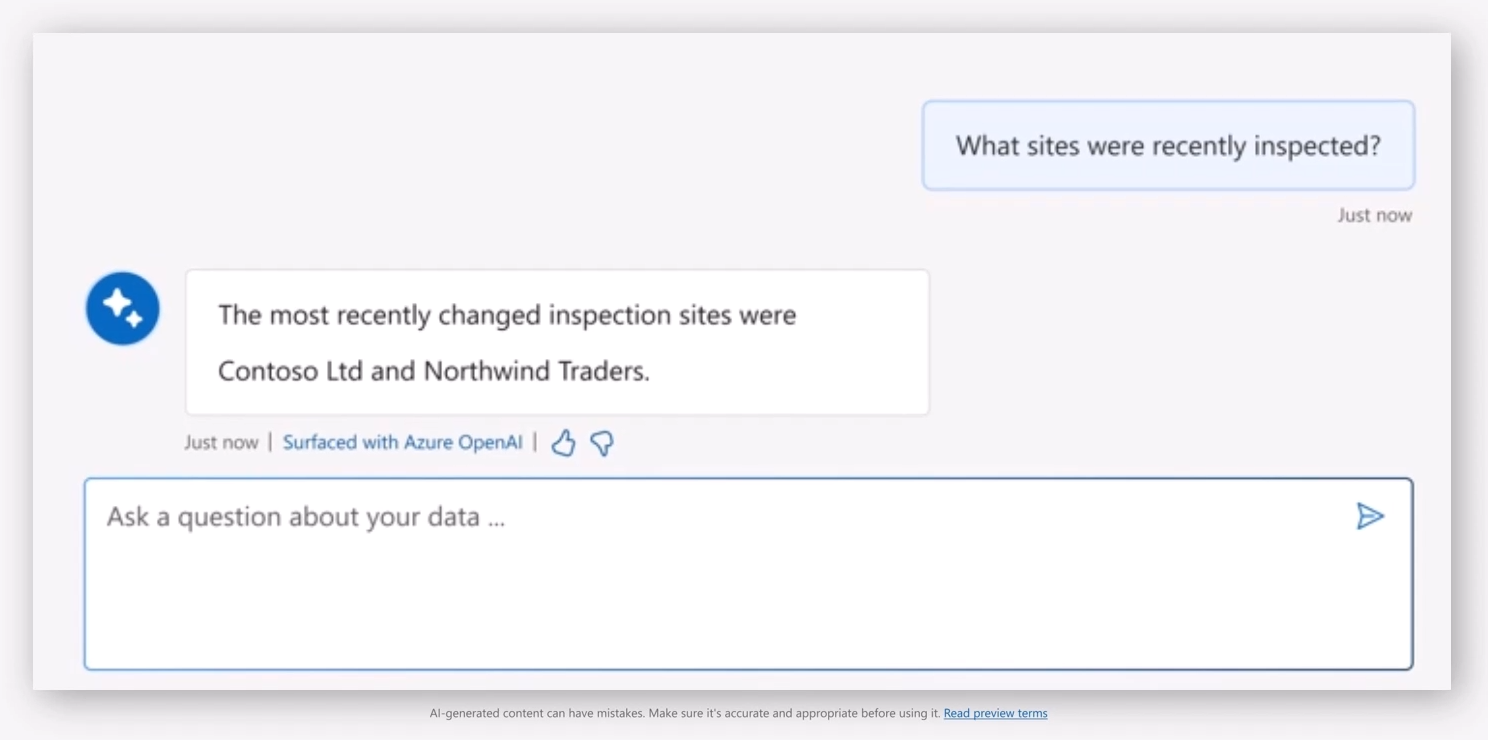 What sites were recently inspected?
Just now
The most recently changed inspection sites were
Contoso Ltd and Northwind Traders.
Just now | Surfaced with Azure OpenAI |
Ask a question about your data ...
AI-generated content can have mistakes. Make sure it's accurate and appropriate before using it. Read preview terms